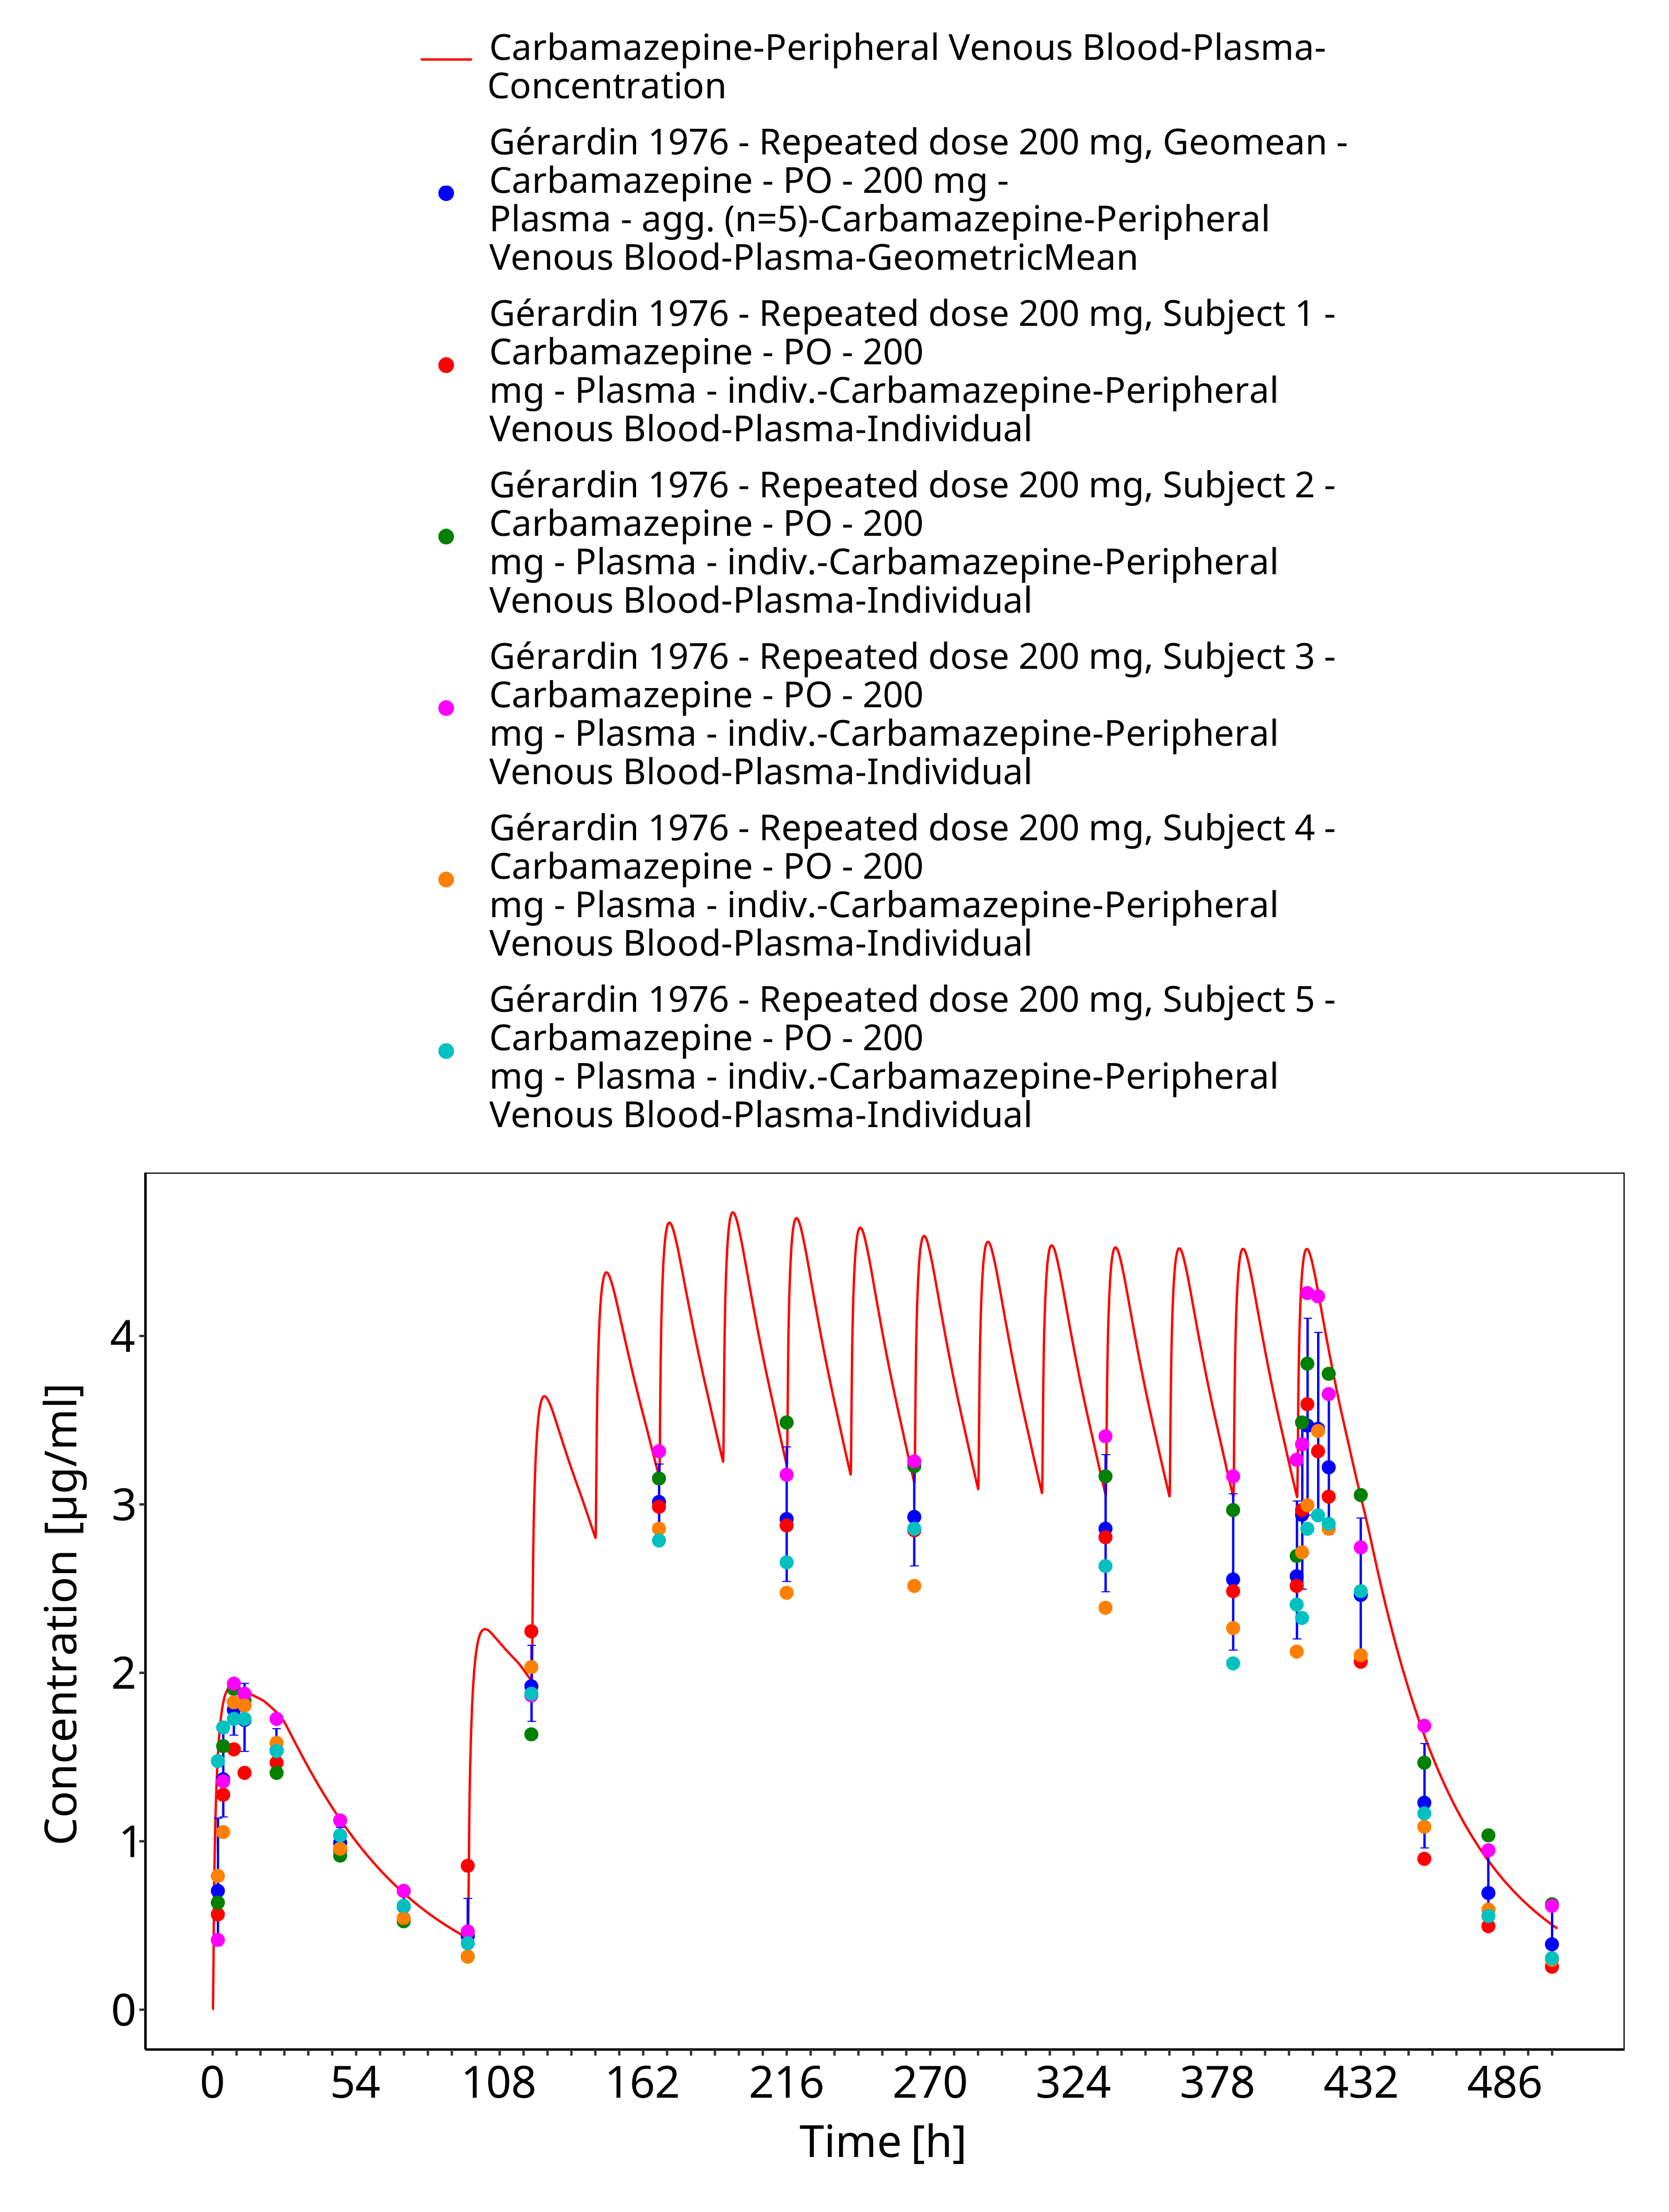 Carbamazepine-Peripheral Venous Blood-Plasma-
Concentration
Gérardin 1976 - Repeated dose 200 mg, Geomean -
Carbamazepine - PO - 200 mg -
Plasma - agg. (n=5)-Carbamazepine-Peripheral
Venous Blood-Plasma-GeometricMean
Gérardin 1976 - Repeated dose 200 mg, Subject 1 -
Carbamazepine - PO - 200
mg - Plasma - indiv.-Carbamazepine-Peripheral
Venous Blood-Plasma-Individual
Gérardin 1976 - Repeated dose 200 mg, Subject 2 -
Carbamazepine - PO - 200
mg - Plasma - indiv.-Carbamazepine-Peripheral
Venous Blood-Plasma-Individual
Gérardin 1976 - Repeated dose 200 mg, Subject 3 -
Carbamazepine - PO - 200
mg - Plasma - indiv.-Carbamazepine-Peripheral
Venous Blood-Plasma-Individual
Gérardin 1976 - Repeated dose 200 mg, Subject 4 -
Carbamazepine - PO - 200
mg - Plasma - indiv.-Carbamazepine-Peripheral
Venous Blood-Plasma-Individual
Gérardin 1976 - Repeated dose 200 mg, Subject 5 -
Carbamazepine - PO - 200
mg - Plasma - indiv.-Carbamazepine-Peripheral
Venous Blood-Plasma-Individual
Concentration [µg/ml]
4
3
2
1
0
0 54 108 162 216 270 324 378 432 486
Time [h]